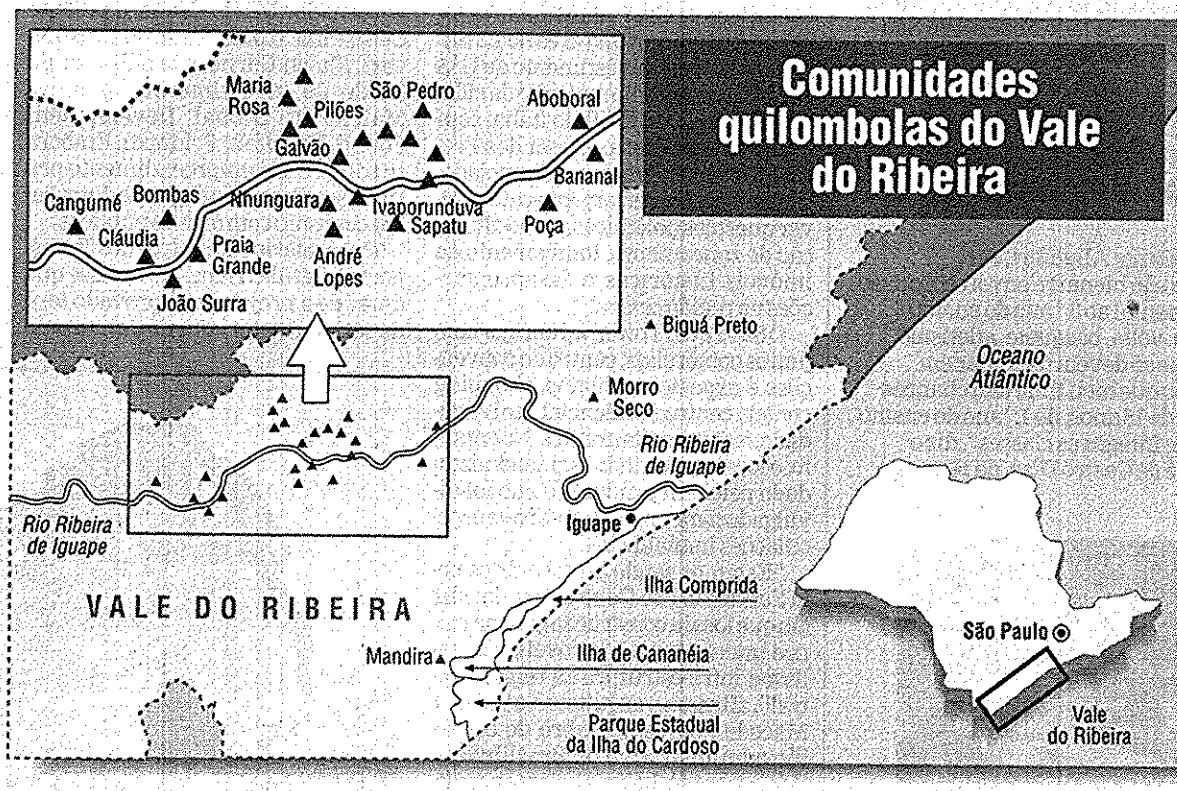 Comunidades
quilombolas do Vale
do Ribeira
Maria
Rosa
Pilões
São Pedro
Aboboral
Galvão
Bananal
Cangumé
Bombas
Nhunguara
Ivaporunduva
Sapatu
Poça
Cláudia
Praia
Grande
André
Lopes
João Surra
Biguá Preto
Oceano
Atlântico
Morro
Seco
Rio Ribeira
de Iguape
Rio Ribeira
de Iguape
Iguape
VALE DO RIBEIRA
Ilha Comprida
Mandira
Ilha de Cananéia
Parque Estadual
da Ilha do Cardoso
São Paulo
Vale
do Ribeira